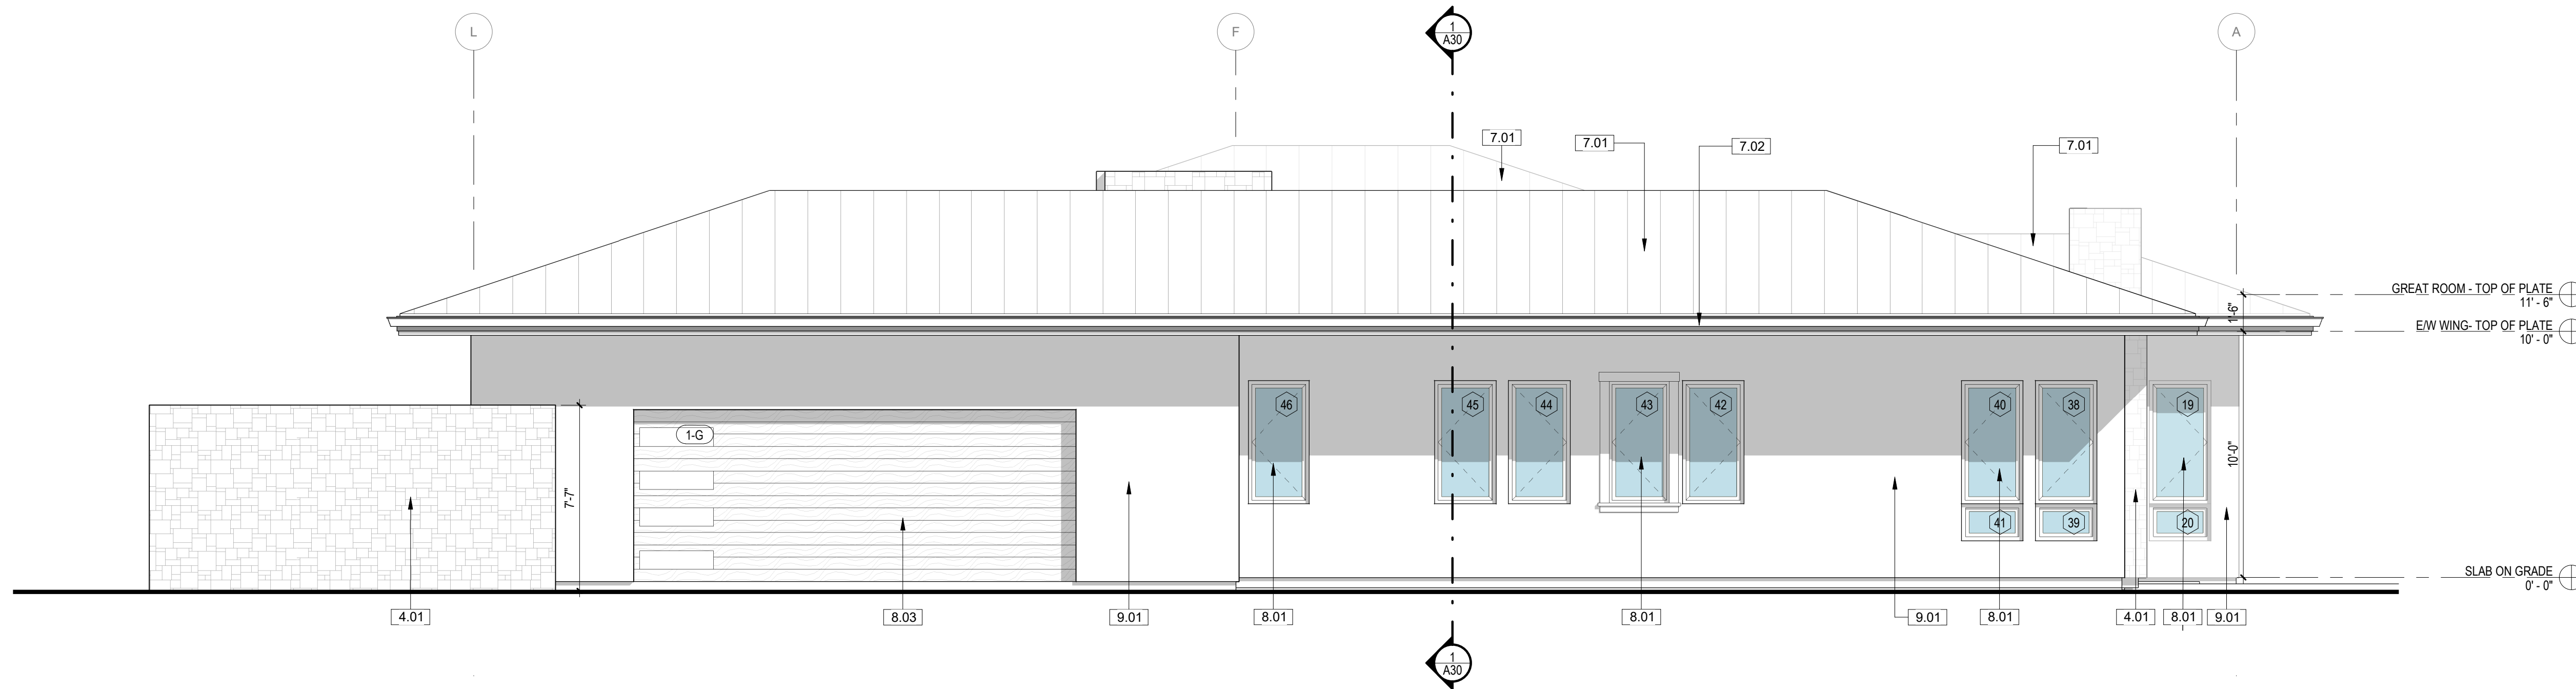 L
F
1
A30
A
7.01
7.01
7.02
7.01
GREAT ROOM - TOP OF PLATE
11' - 6"
1'-6"
E/W WING- TOP OF PLATE
10' - 0"
46
45
44
43
42
40
38
19
1-G
10'-0"
7'-7"
41
39
20
SLAB ON GRADE
0' - 0"
4.01
8.03
9.01
8.01
8.01
9.01
8.01
4.01
8.01
9.01
1
A30